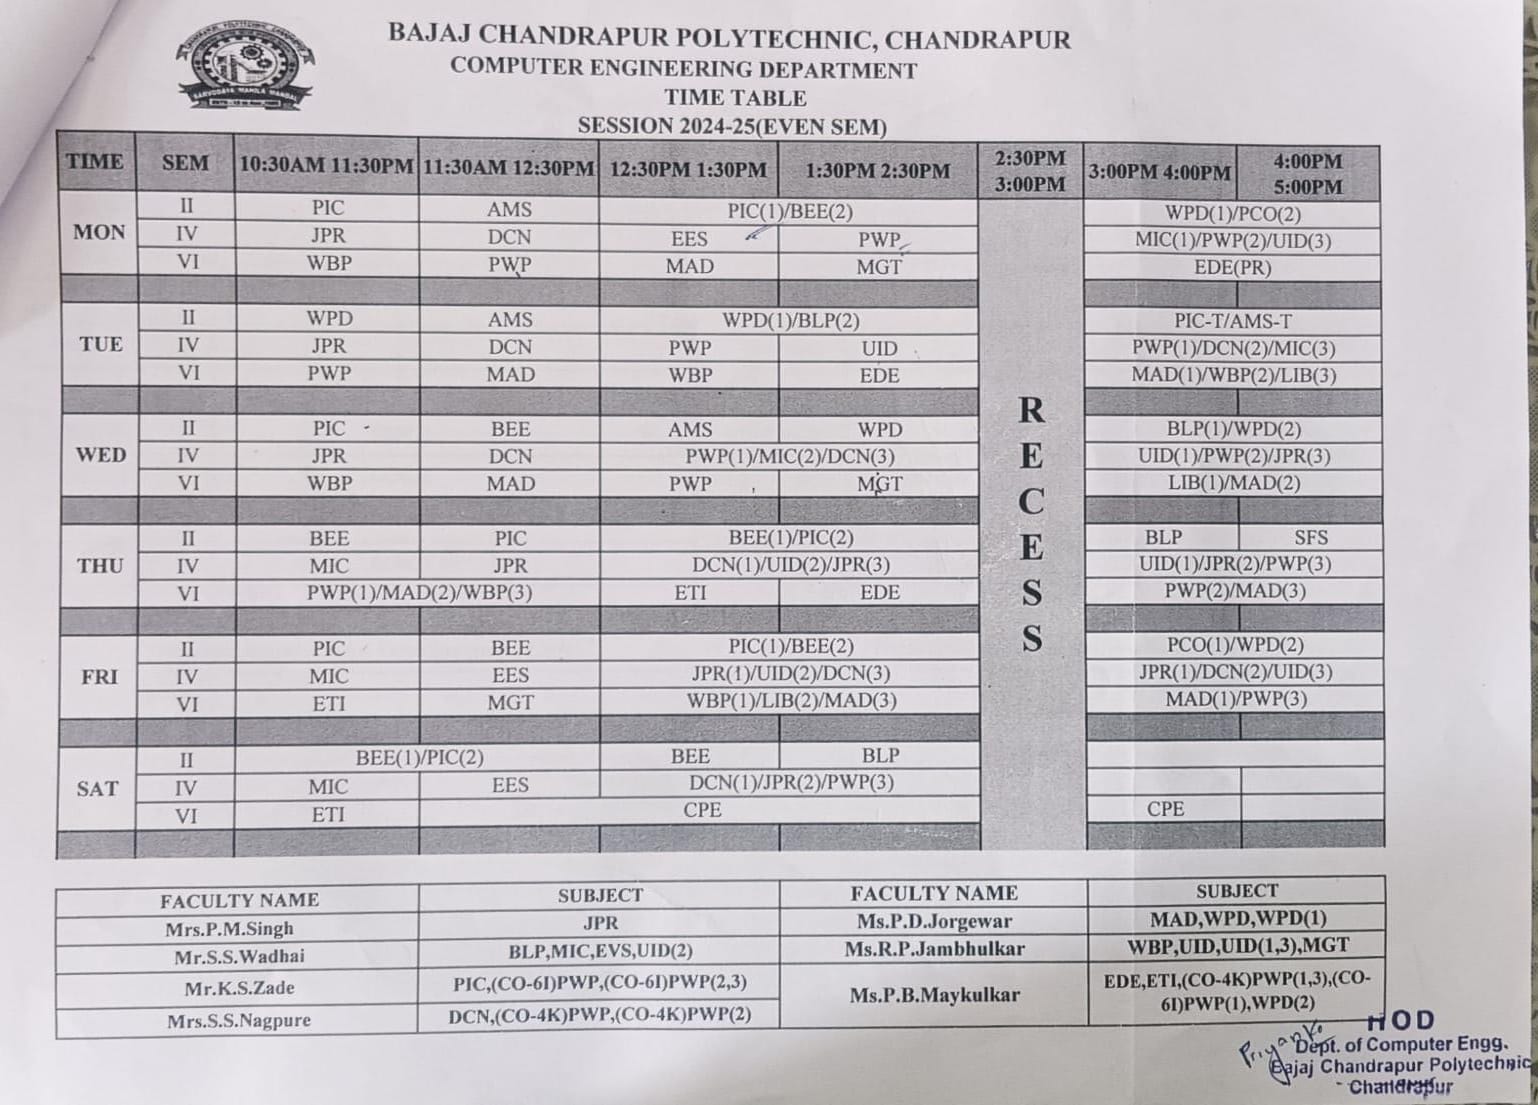 BAJAJ CHANDRAPUR POLYTECHNIC, CHANDRAPUR
COMPUTER ENGINEERING DEPARTMENT
TIME TABLE
SESSION 2024-25(EVEN SEM)
SARVODAYA MAHILA MANDAL
TIME SEM 10:30AM 11:30PM 11:30AM 12:30PM 12:30PM 1:30PM 1:30PM 2:30PM 2:30PM 3:00PM 3:00PM 4:00PM 4:00PM 5:00PM
MON II PIC AMS PIC(1)/BEE(2) WPD(1)/PCO(2)
IV JPR DCN EES PWP MIC(1)/PWP(2)/UID(3)
VI WBP PWP MAD MGT EDE(PR)
TUE II WPD AMS WPD(1)/BLP(2) PIC-T/AMS-T
IV JPR DCN PWP UID PWP(1)/DCN(2)/MIC(3)
VI PWP MAD WBP EDE MAD(1)/WBP(2)/LIB(3)
RECESS
WED II PIC BEE AMS WPD BLP(1)/WPD(2)
IV JPR DCN PWP(1)/MIC(2)/DCN(3) UID(1)/PWP(2)/JPR(3)
VI WBP MAD PWP MGT LIB(1)/MAD(2)
THU II BEE PIC BEE(1)/PIC(2) BLP SFS
IV MIC JPR DCN(1)/UID(2)/JPR(3) UID(1)/JPR(2)/PWP(3)
VI PWP(1)/MAD(2)/WBP(3) ETI EDE PWP(2)/MAD(3)
FRI II PIC BEE PIC(1)/BEE(2) PCO(1)/WPD(2)
IV MIC EES JPR(1)/UID(2)/DCN(3) JPR(1)/DCN(2)/UID(3)
VI ETI MGT WBP(1)/LIB(2)/MAD(3) MAD(1)/PWP(3)
SAT II BEE(1)/PIC(2) BEE BLP
IV MIC EES DCN(1)/JPR(2)/PWP(3)
VI ETI CPE CPE
FACULTY NAME SUBJECT FACULTY NAME SUBJECT
Mrs.P.M.Singh JPR Ms.P.D.Jorgewar MAD,WPD,WPD(1)
Mr.S.S.Wadhai BLP,MIC,EVS,UID(2) Ms.R.P.Jambhulkar WBP,UID,UID(1,3),MGT
Mr.K.S.Zade PIC,(CO-6I)PWP,(CO-6I)PWP(2,3) Ms.P.B.Maykulkar EDE,ETI,(CO-4K)PWP(1,3),(CO-
6I)PWP(1),WPD(2)
Mrs.S.S.Nagpure DCN,(CO-4K)PWP,(CO-4K)PWP(2)
HOD
Dept. of Computer Engg.
Bajaj Chandrapur Polytechnic
Chandrapur